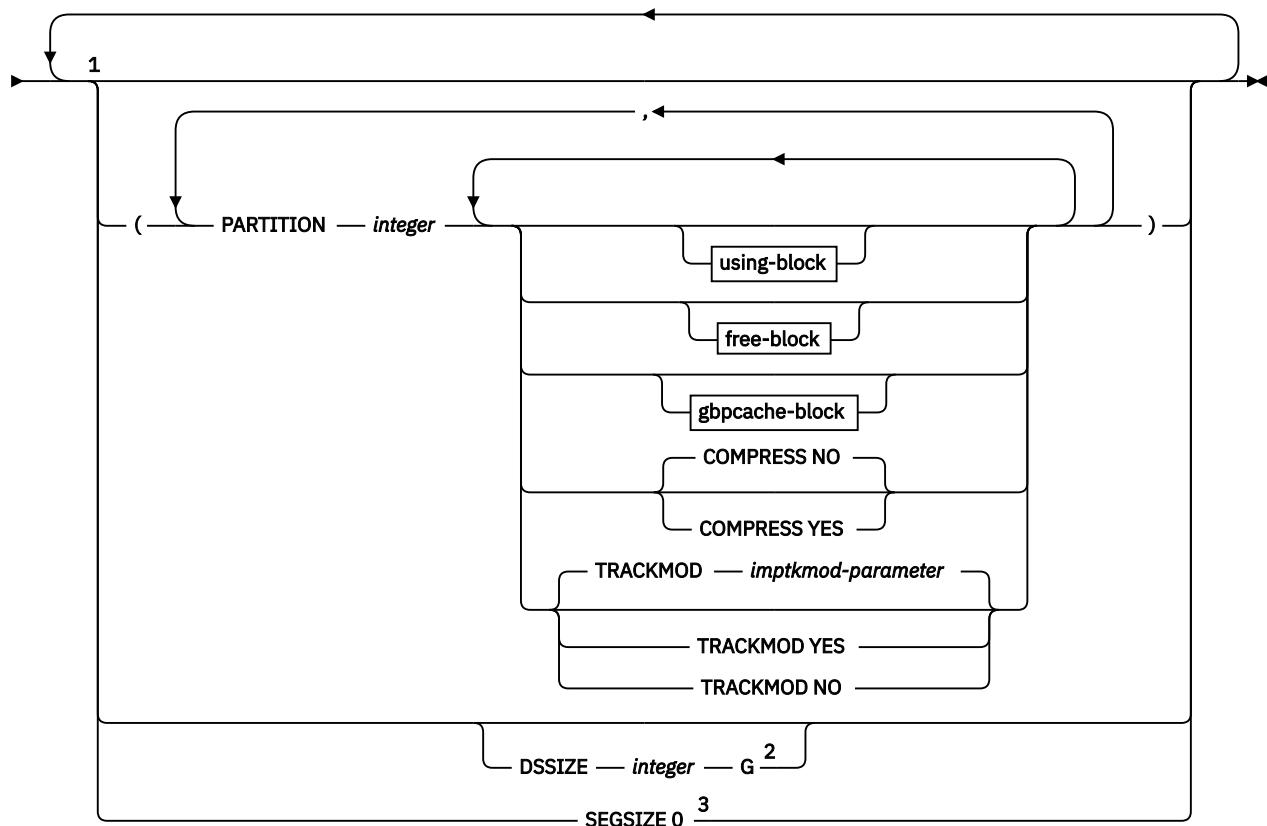 1
,
( PARTITION integer )
using-block
free-block
gbpcache-block
COMPRESS NO
COMPRESS YES
TRACKMOD imptkmod-parameter
TRACKMOD YES
TRACKMOD NO
DSSIZE integer G 2
SEGSIZE 0 3